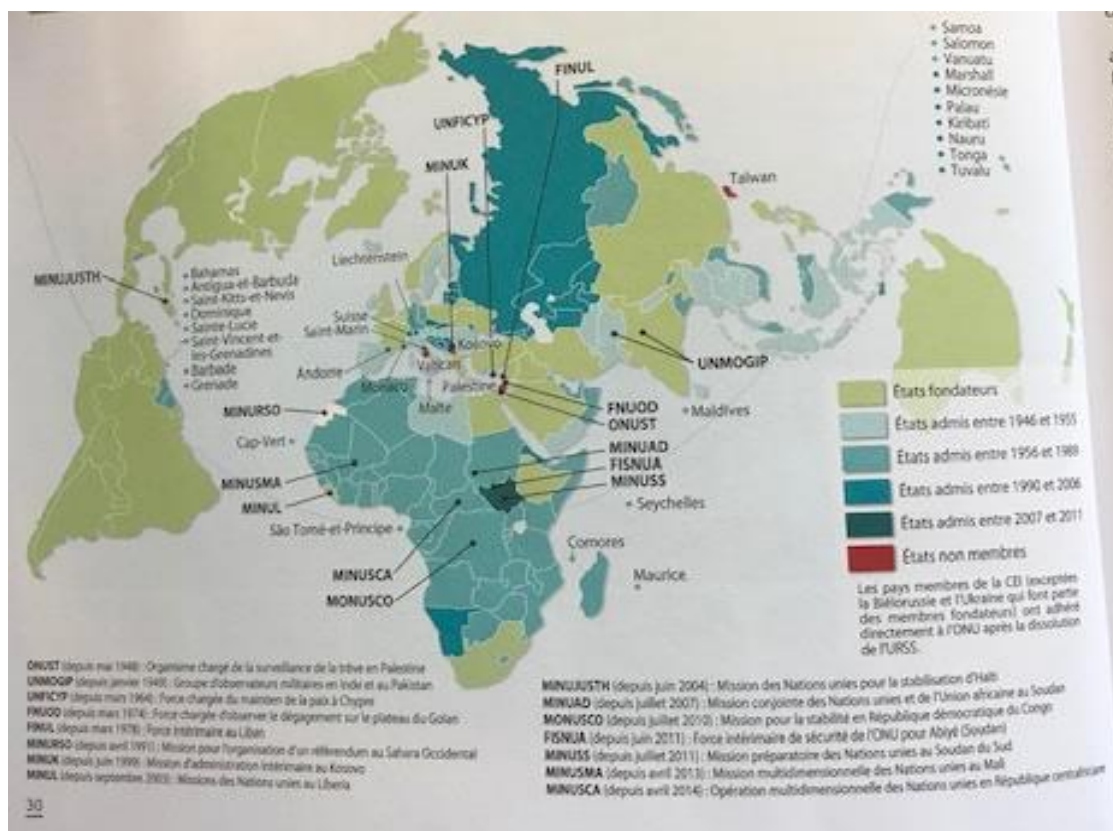 Samoa
Salomon
Vanuatu
Marshall
Micronésie
Palau
Kiribati
Nauru
Tonga
Tuvalu
FINUL
UNFICYP
MINUK
Taïwan
Liechtenstein
MINUJUSTH
Bahamas
Antigua-et-Barbuda
Saint-Kitts-et-Nevis
Dominique
Sainte-Lucie
Saint-Vincent et-
les-Grenadines
Barbade
Grenade
Suisse
Saint-Marin
Kosovo
Vatican
Andorre
Monaco
Palestine
Malte
UNMOGIP
MINURSO
FNUOD
ONUST
Maldives
Cap-Vert
MINUAD
FISNUA
MINUSS
MINUSMA
MINUL
Seychelles
São Tomé-et-Principe
Comores
MINUSCA
Maurice
MONUSCO
États fondateurs
États admis entre 1946 et 1955
États admis entre 1956 et 1989
États admis entre 1990 et 2006
États admis entre 2007 et 2011
États non membres
Les pays membres de la CEI (exceptées
la Biélorussie et l'Ukraine qui font partie
des membres fondateurs) ont adhéré
directement à l'ONU après la dissolution
de l'URSS.
ONUST (depuis mai 1948) : Organisme chargé de la surveillance de la trêve en Palestine
UNMOGIP (depuis janvier 1949) : Groupe d'observateurs militaires en Inde et au Pakistan
UNFICYP (depuis mars 1964) : Force chargée du maintien de la paix à Chypre
FNUOD (depuis mars 1974) : Force chargée d'observer le dégagement sur le plateau du Golan
FINUL (depuis mars 1978) : Force intérimaire au Liban
MINURSO (depuis avril 1991) : Mission pour l'organisation d'un référendum au Sahara Occidental
MINUK (depuis juin 1999) : Mission d'administration intérimaire au Kosovo
MINUL (depuis septembre 2003) : Missions des Nations unies au Libéria
MINUJUSTH (depuis juin 2004) : Mission des Nations unies pour la stabilisation d'Haïti
MINUAD (depuis juillet 2007) : Mission conjointe des Nations unies et de l'Union africaine au Soudan
MONUSCO (depuis juillet 2010) : Mission pour la stabilité en République démocratique du Congo
FISNUA (depuis juin 2011) : Force intérimaire de sécurité de l'ONU pour Abiyé (Soudan)
MINUSS (depuis juillet 2011) : Mission préparatoire des Nations unies au Soudan du Sud
MINUSMA (depuis avril 2013) : Mission multidimensionnelle des Nations unies au Mali
MINUSCA (depuis avril 2014) : Opération multidimensionnelle des Nations unies en République centrafricaine
30